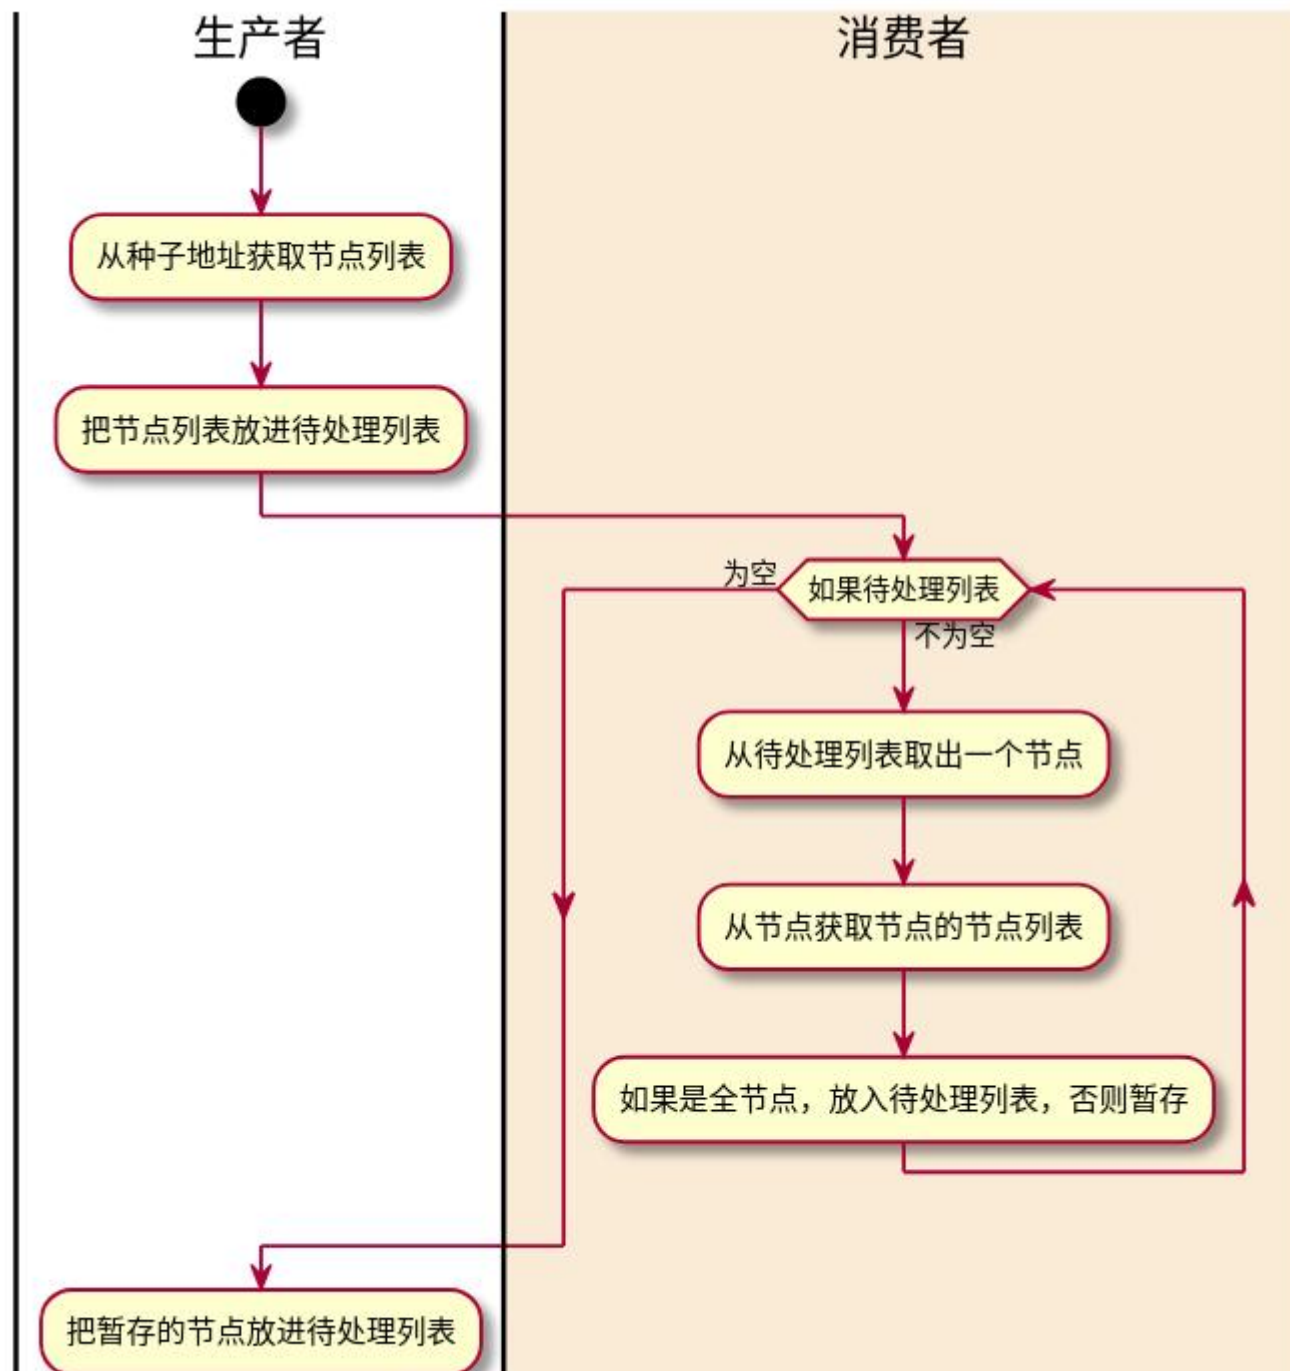 生产者
消费者
从种子地址获取节点列表
把节点列表放进待处理列表
为空
如果待处理列表
不为空
从待处理列表取出一个节点
从节点获取节点的节点列表
如果是全节点，放入待处理列表，否则暂存
把暂存的节点放进待处理列表